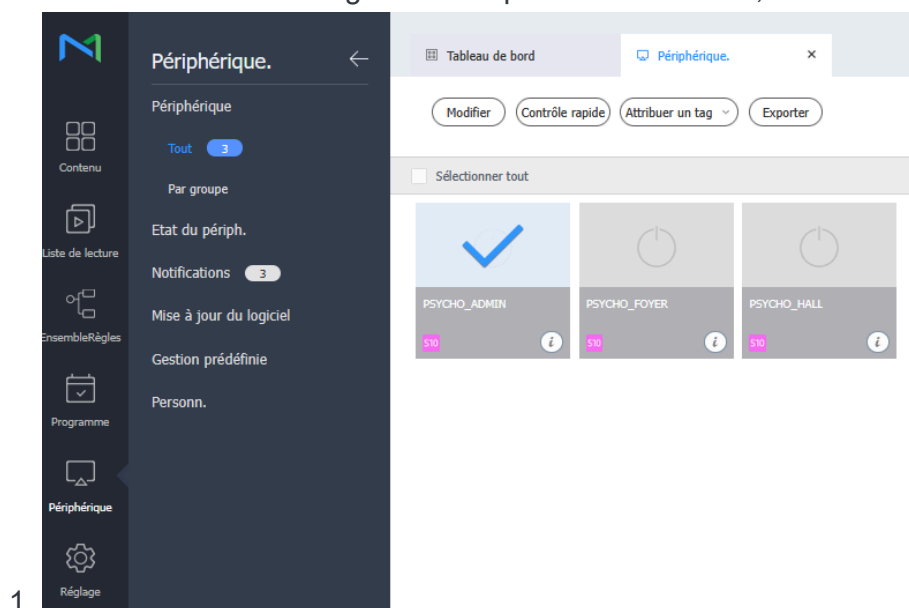 Périphérique.
Tableau de bord
Périphérique.
Périphérique
Modifier
Contrôle rapide
Attribuer un tag
Exporter
Contenu
Tout 3
Sélectionner tout
Par groupe
Liste de lecture
Etat du périph.
Notifications 3
EnsembleRègles
Mise à jour du logiciel
PSYCHO_ADMIN
PSYCHO_FOYER
PSYCHO_HALL
S10
i
S10
i
S10
i
Gestion prédéfinie
Programme
Personn.
Périphérique
Réglage
1